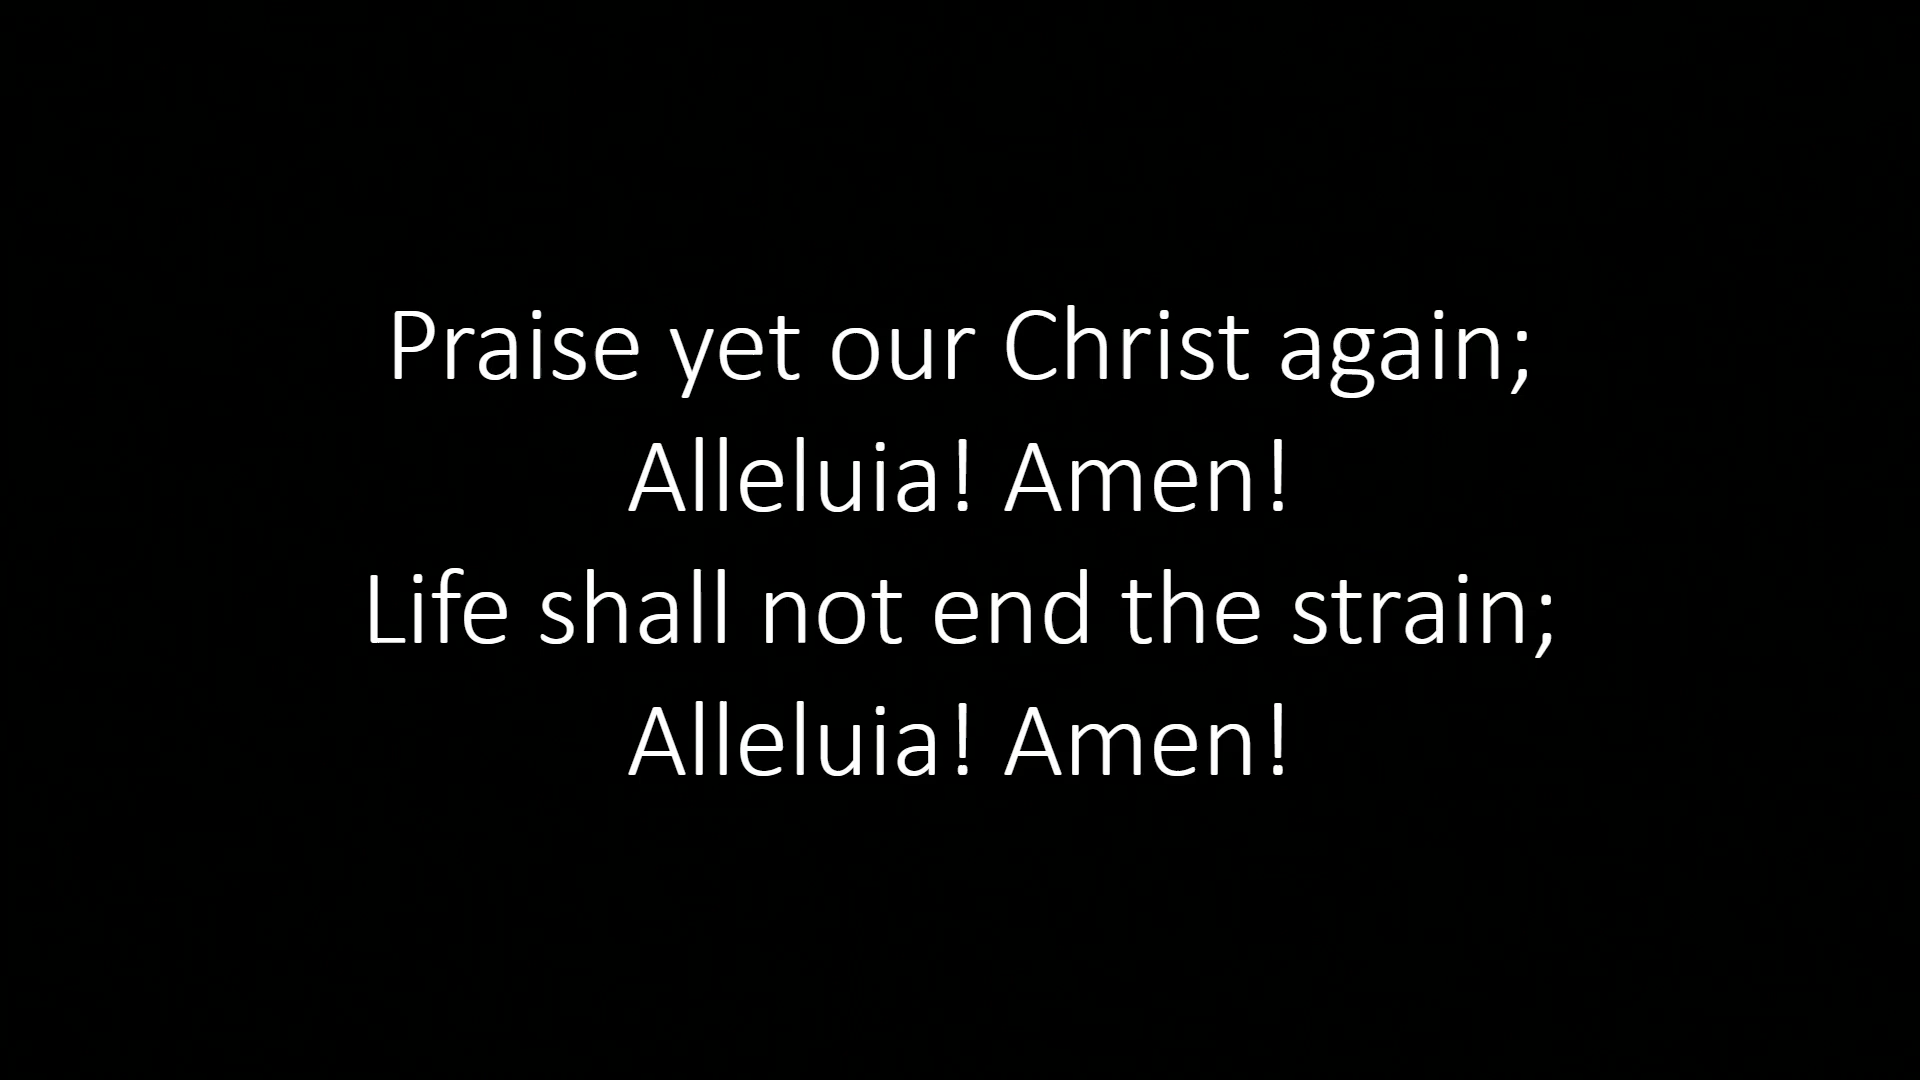 Praise yet our Christ again;
Alleluia! Amen!
Life shall not end the strain;
Alleluia! Amen!